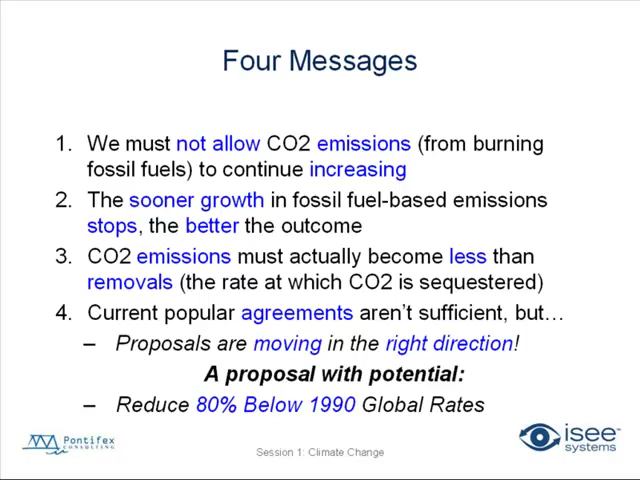 Four Messages
1. We must not allow CO2 emissions (from burning
fossil fuels) to continue increasing
2. The sooner growth in fossil fuel-based emissions
stops, the better the outcome
3. CO2 emissions must actually become less than
removals (the rate at which CO2 is sequestered)
4. Current popular agreements aren't sufficient, but…
– Proposals are moving in the right direction!
A proposal with potential:
– Reduce 80% Below 1990 Global Rates
Pontifex
CONSULTING
Session 1: Climate Change
isee™
systems